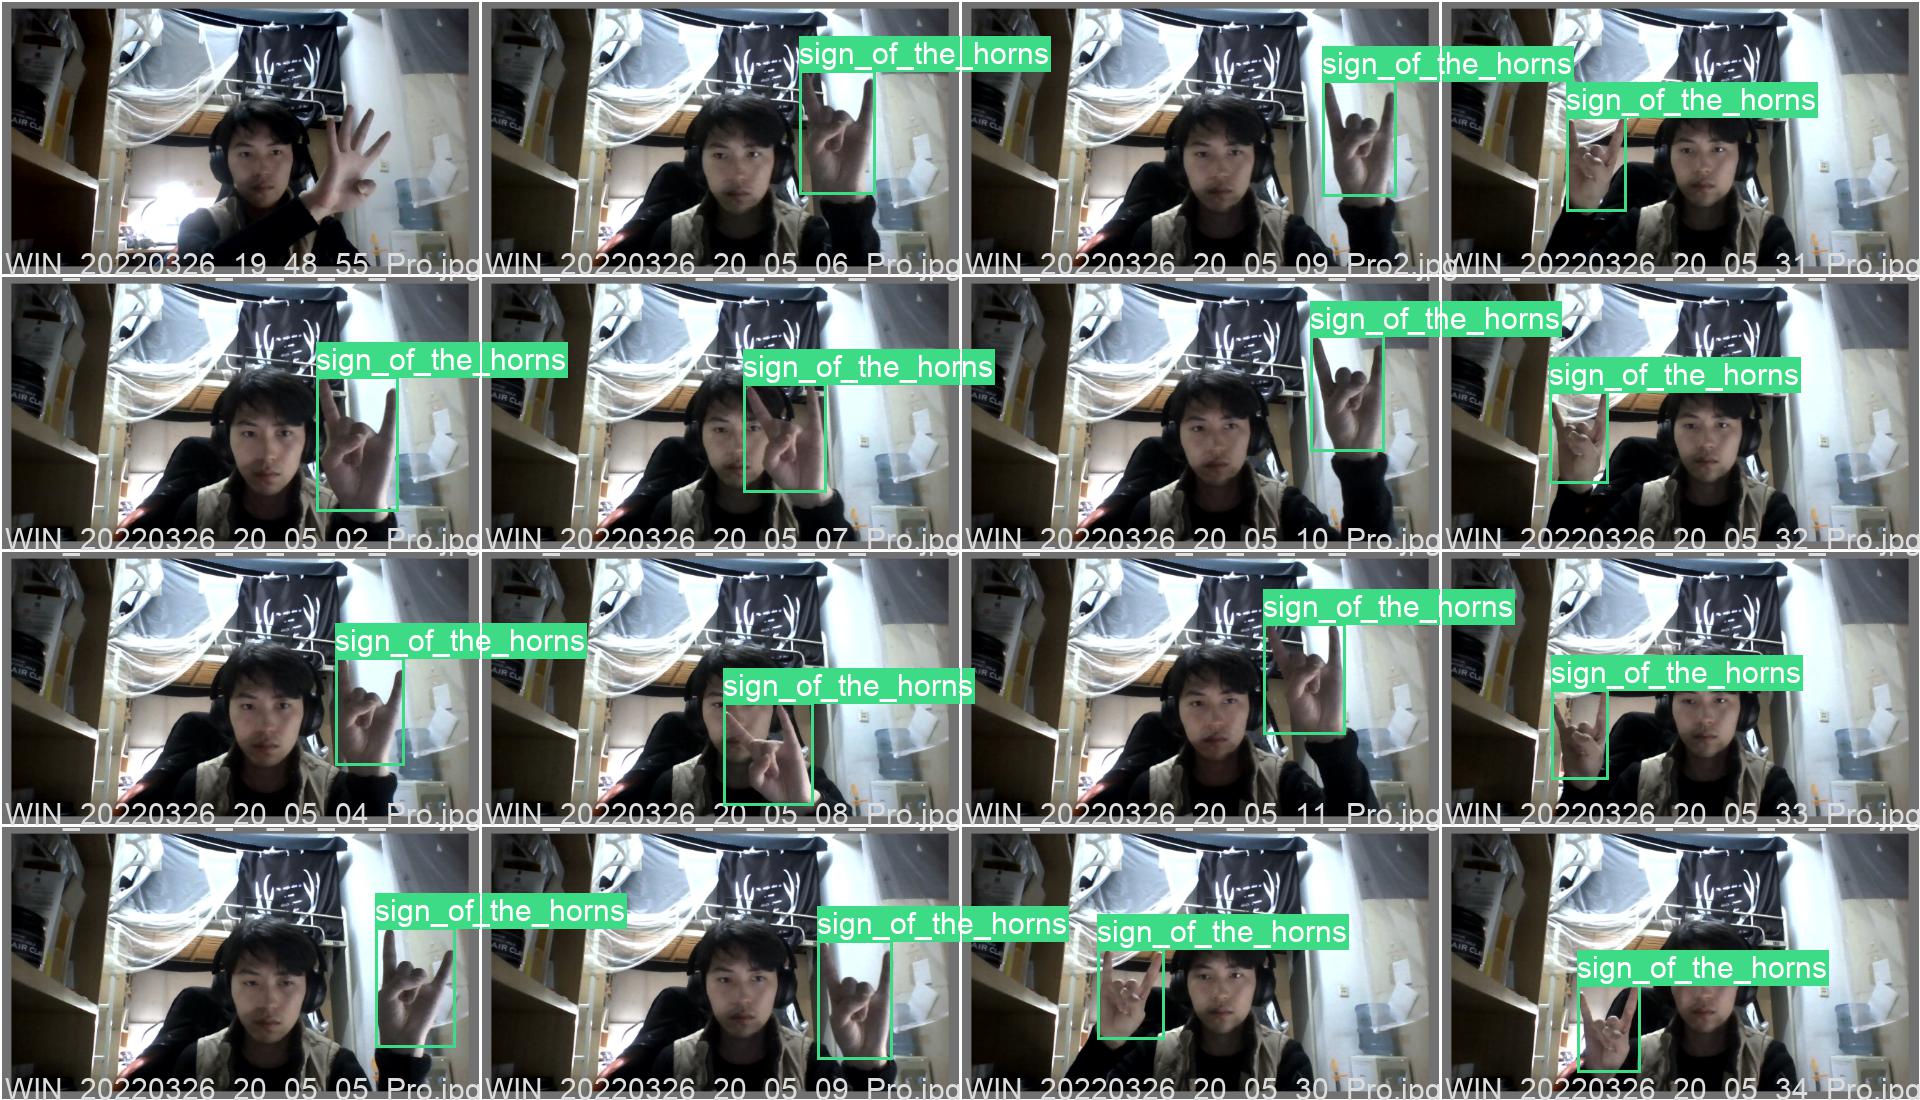 WIN_20220326_19_48_55_Pro.jpg
sign_of_the_horns
WIN_20220326_20_05_06_Pro.jpg
sign_of_the_horns
WIN_20220326_20_05_09_Pro2.jpg
sign_of_the_horns
WIN_20220326_20_05_31_Pro.jpg
sign_of_the_horns
WIN_20220326_20_05_02_Pro.jpg
sign_of_the_horns
WIN_20220326_20_05_07_Pro.jpg
sign_of_the_horns
WIN_20220326_20_05_10_Pro.jpg
sign_of_the_horns
WIN_20220326_20_05_32_Pro.jpg
sign_of_the_horns
WIN_20220326_20_05_04_Pro.jpg
sign_of_the_horns
WIN_20220326_20_05_08_Pro.jpg
sign_of_the_horns
WIN_20220326_20_05_11_Pro.jpg
sign_of_the_horns
WIN_20220326_20_05_33_Pro.jpg
sign_of_the_horns
WIN_20220326_20_05_05_Pro.jpg
sign_of_the_horns
WIN_20220326_20_05_09_Pro.jpg
sign_of_the_horns
WIN_20220326_20_05_30_Pro.jpg
sign_of_the_horns
WIN_20220326_20_05_34_Pro.jpg